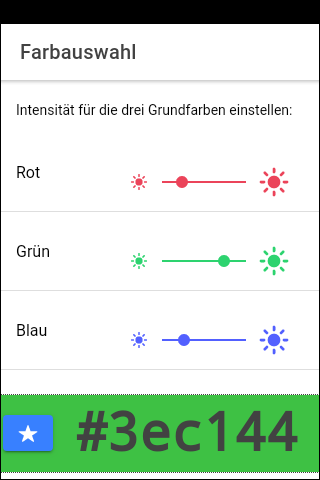 Farbauswahl
Intensität für die drei Grundfarben einstellen:
Rot
Grün
Blau
#3ec144